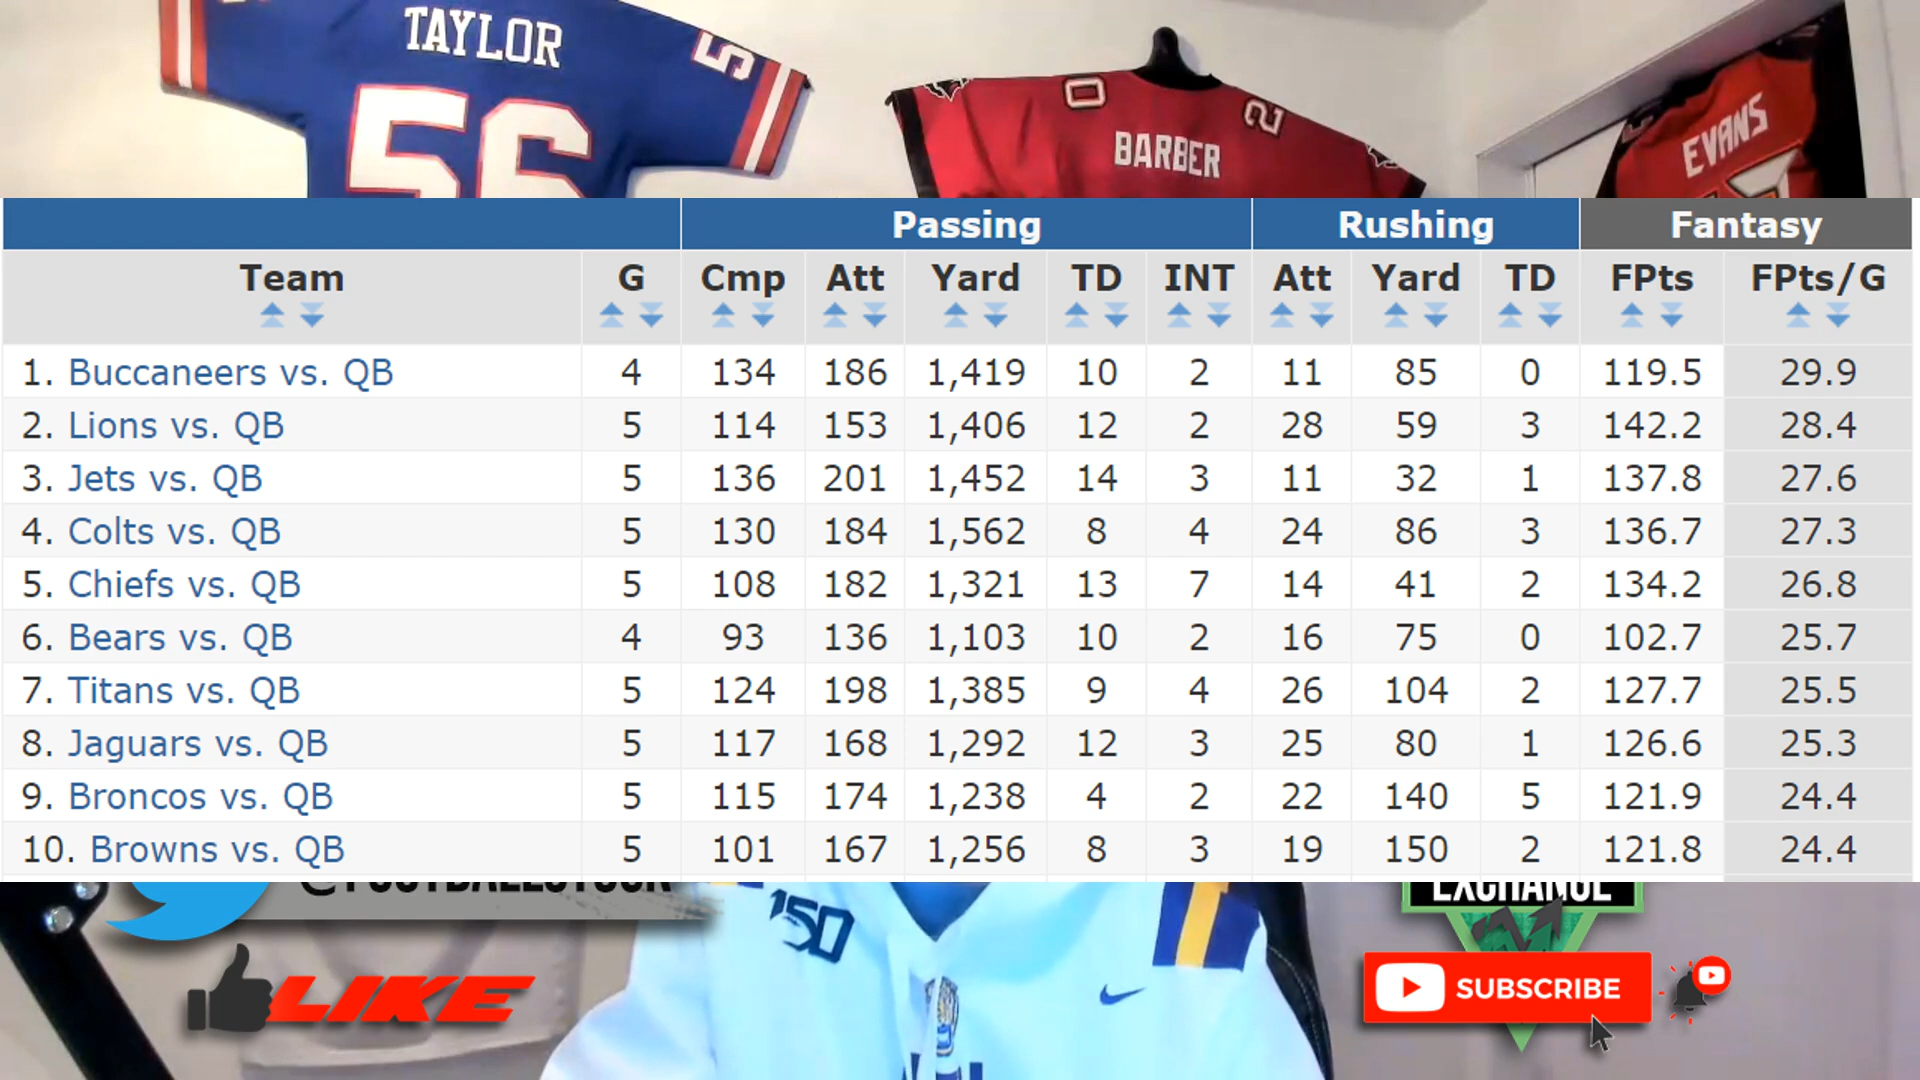 TAYLOR
5
56
0
2
BARBER
EVANS
Passing Rushing Fantasy
Team G Cmp Att Yard TD INT Att Yard TD FPts FPts/G
1. Buccaneers vs. QB 4 134 186 1,419 10 2 11 85 0 119.5 29.9
2. Lions vs. QB 5 114 153 1,406 12 2 28 59 3 142.2 28.4
3. Jets vs. QB 5 136 201 1,452 14 3 11 32 1 137.8 27.6
4. Colts vs. QB 5 130 184 1,562 8 4 24 86 3 136.7 27.3
5. Chiefs vs. QB 5 108 182 1,321 13 7 14 41 2 134.2 26.8
6. Bears vs. QB 4 93 136 1,103 10 2 16 75 0 102.7 25.7
7. Titans vs. QB 5 124 198 1,385 9 4 26 104 2 127.7 25.5
8. Jaguars vs. QB 5 117 168 1,292 12 3 25 80 1 126.6 25.3
9. Broncos vs. QB 5 115 174 1,238 4 2 22 140 5 121.9 24.4
10. Browns vs. QB 5 101 167 1,256 8 3 19 150 2 121.8 24.4
EXCHANGE
150
LIKE
SUBSCRIBE